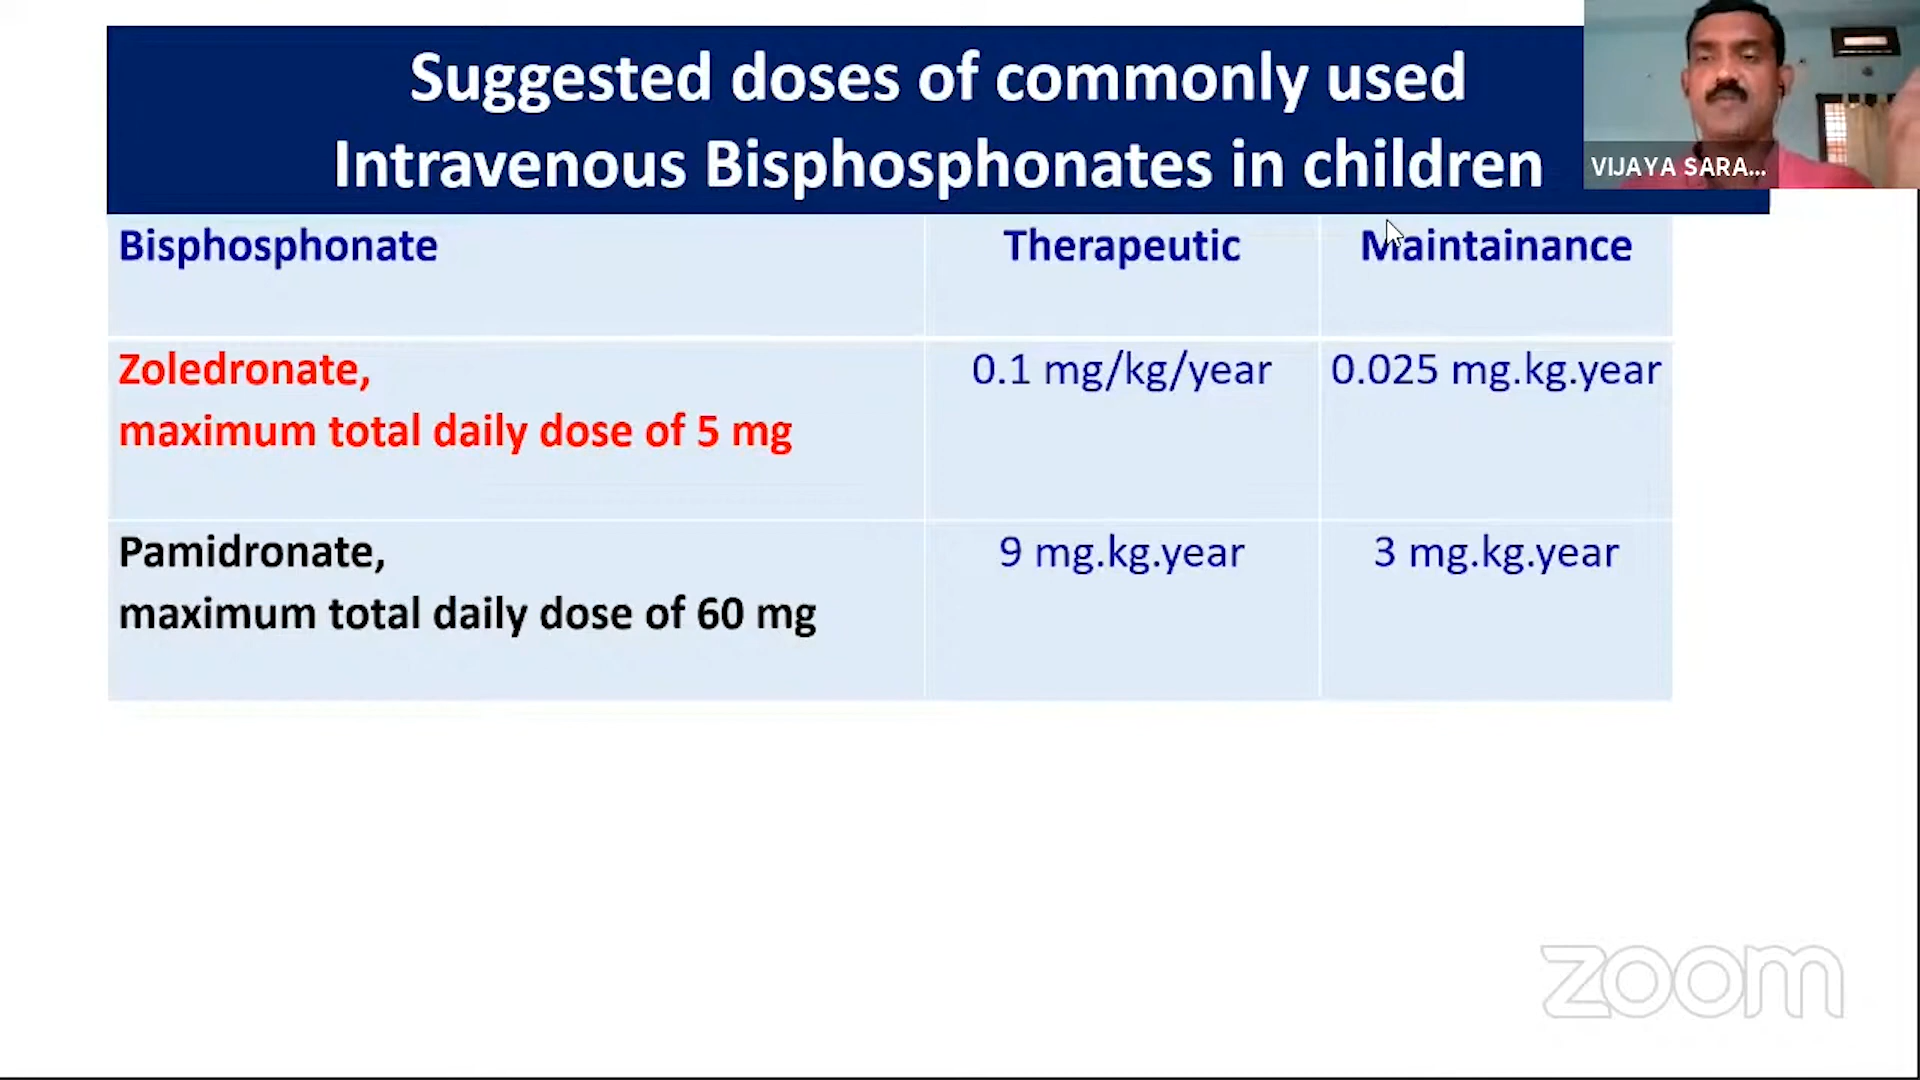 Suggested doses of commonly used
Intravenous Bisphosphonates in children
VIJAYA SARA...
Bisphosphonate Therapeutic Maintainance
Zoledronate, 0.1 mg/kg/year 0.025 mg.kg.year
maximum total daily dose of 5 mg
Pamidronate, 9 mg.kg.year 3 mg.kg.year
maximum total daily dose of 60 mg
zoom